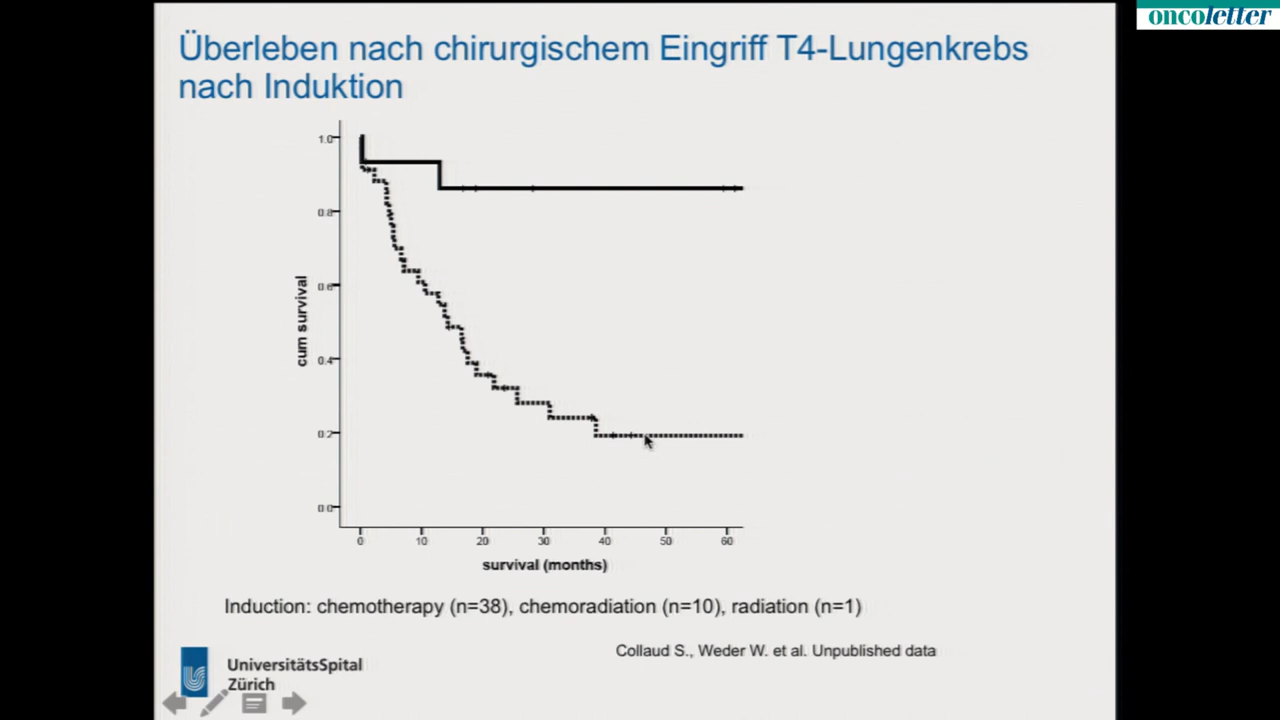 oncoletter
Überleben nach chirurgischem Eingriff T4-Lungenkrebs
nach Induktion
1.0
0.8
0.6
0.4
0.2
0.0
cum survival
0 10 20 30 40 50 60
survival (months)
Induction: chemotherapy (n=38), chemoradiation (n=10), radiation (n=1)
Collaud S., Weder W. et al. Unpublished data
UniversitätsSpital
Zürich